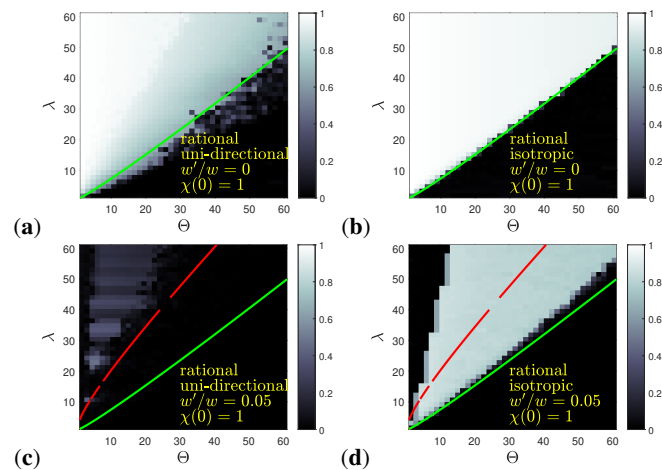 60
50
40
30
20
10
λ
10 20 30 40 50 60
Θ
1
0.8
0.6
0.4
0.2
0
rational
uni-directional
w′/w = 0
χ(0) = 1
(a)
60
50
40
30
20
10
λ
10 20 30 40 50 60
Θ
1
0.8
0.6
0.4
0.2
0
rational
isotropic
w′/w = 0
χ(0) = 1
(b)
60
50
40
30
20
10
λ
10 20 30 40 50 60
Θ
1
0.8
0.6
0.4
0.2
0
rational
uni-directional
w′/w = 0.05
χ(0) = 1
(c)
60
50
40
30
20
10
λ
10 20 30 40 50 60
Θ
1
0.8
0.6
0.4
0.2
0
rational
isotropic
w′/w = 0.05
χ(0) = 1
(d)